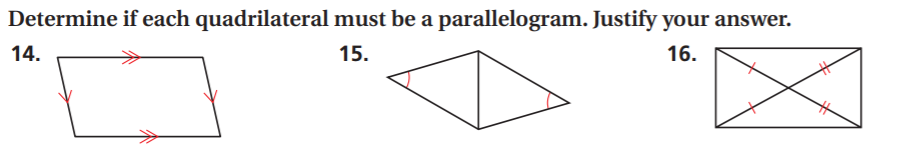 Determine if each quadrilateral must be a parallelogram. Justify your answer.
14. 15. 16.